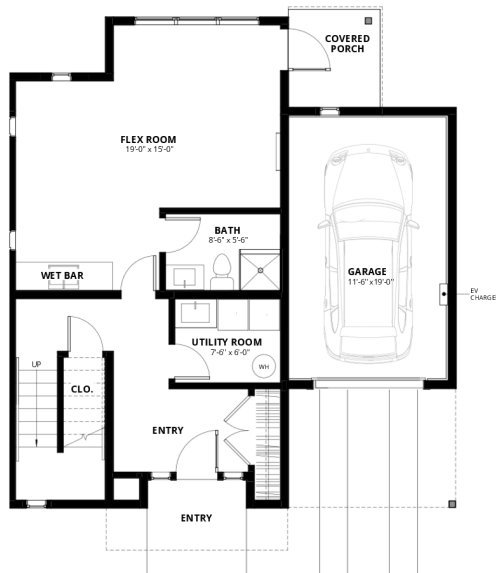 COVERED
PORCH
FLEX ROOM
19'-0" x 15'-0"
BATH
8'-6" x 5'-6"
WET BAR
GARAGE
11'-6" x19'-0"
EV
CHARGE
UTILITY ROOM
7'-6" x 6'-0"
WH
UP
CLO.
ENTRY
ENTRY